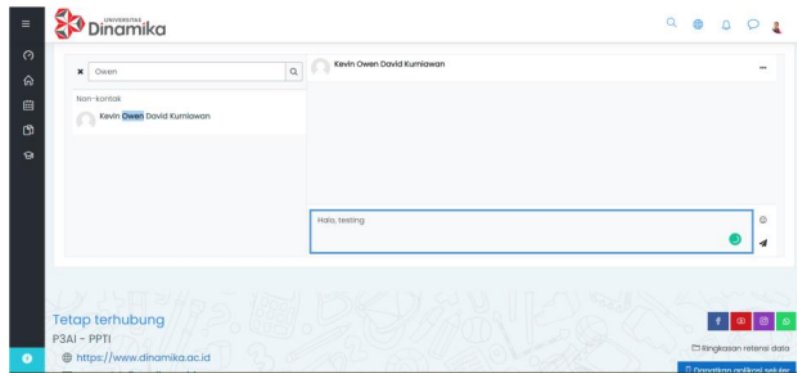 UNIVERSITAS
Dinamika
Owen
Kevin Owen David Kurniawan
Non-kontak
Kevin Owen David Kurniawan
Halo, testing
Tetap terhubung
P3AI - PPTI
https://www.dinamika.ac.id
Ringkasan retensi data
Dapatkan aplikasi seluler